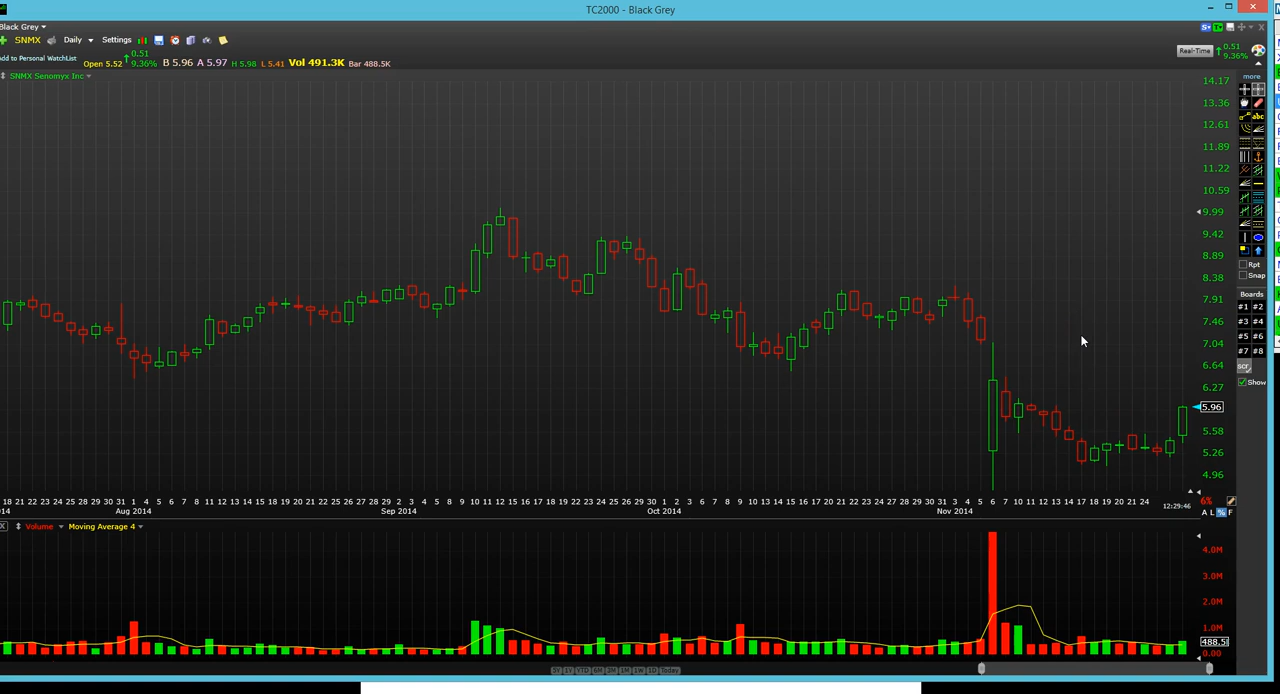 TC2000 - Black Grey
Black Grey
SNMX Daily Settings
Add to Personal WatchList
Open 5.52 0.51 9.36% B 5.96 A 5.97 H 5.98 L 5.41 Vol 491.3K Bar 488.5K
Real-Time 0.51 9.36%
SNMX Senomyx Inc
more
abc
14.17
13.36
12.61
11.89
11.22
10.59
9.99
9.42
8.89
8.38
7.91
7.46
7.04
6.64
6.27
5.96
5.58
5.26
4.96
Rpt
Snap
Boards
#1 #2
#3 #4
#5 #6
#7 #8
scr
Show
18 21 22 23 24 25 28 29 30 31 1 4 5 6 7 8 11 12 13 14 15 18 19 20 21 22 25 26 27 28 29 2 3 4 5 8 9 10 11 12 15 16 17 18 19 22 23 24 25 26 29 30 1 2 3 6 7 8 9 10 13 14 15 16 17 20 21 22 23 24 27 28 29 30 31 3 4 5 6 7 10 11 12 13 14 17 18 19 20 21 24
014 Aug 2014 Sep 2014 Oct 2014 Nov 2014
6%
12:29:46
A L % F
X Volume Moving Average 4
4.0M
3.0M
2.0M
1.0M
488.5
0.00
1D Today